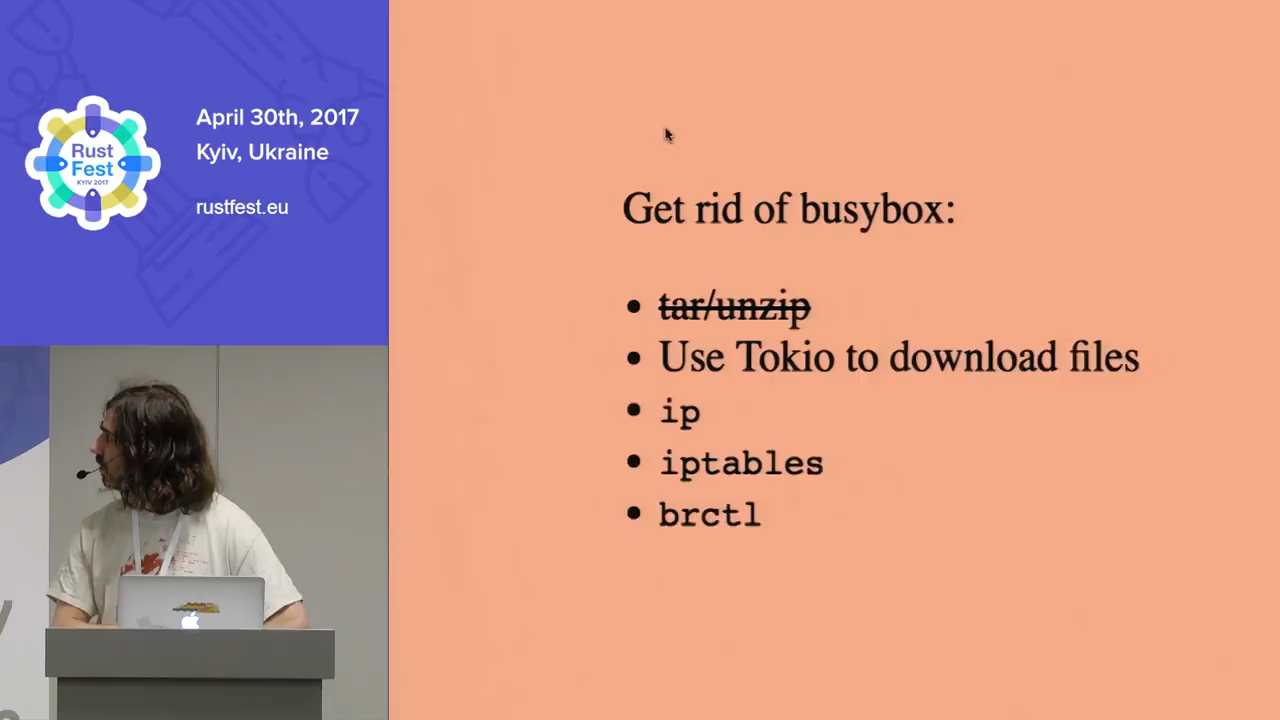 April 30th, 2017
Kyiv, Ukraine
rustfest.eu
Rust
Fest
KYIV 2017
Get rid of busybox:
• tar/unzip
• Use Tokio to download files
• ip
• iptables
• brctl